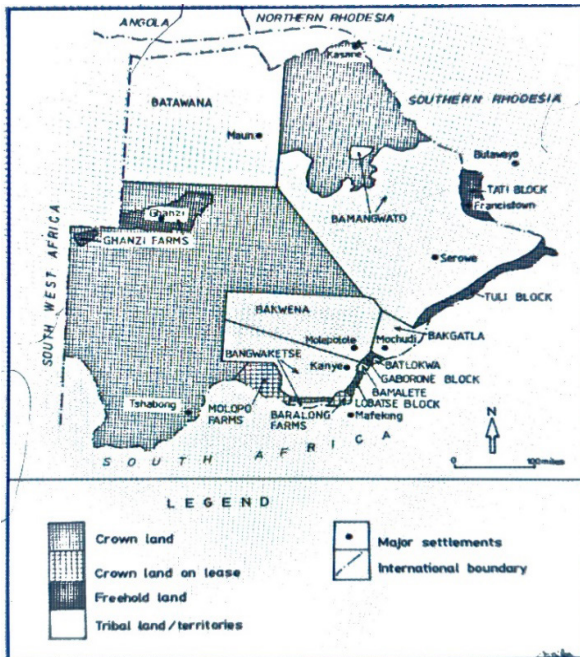 ANGOLA
NORTHERN RHODESIA
Kasane
SOUTHERN RHODESIA
BATAWANA
Maun
Bulawayo
TATI BLOCK
Francistown
BAMANGWATO
Ghanzi
GHANZI FARMS
Serowe
SOUTH WEST AFRICA
TULI BLOCK
BAKWENA
BAKGATLA
Molepolole
Mochudi
BANGWAKETSE
BATLOKWA
Kanye
GABORONE BLOCK
BAMALETE
LOBATSE BLOCK
Tshabong
MOLOPO FARMS
BARALONG FARMS
Mafeking
N
SOUTH AFRICA
0 100 miles
LEGEND
Crown land
Crown land on lease
Freehold land
Tribal land/territories
Major settlements
International boundary